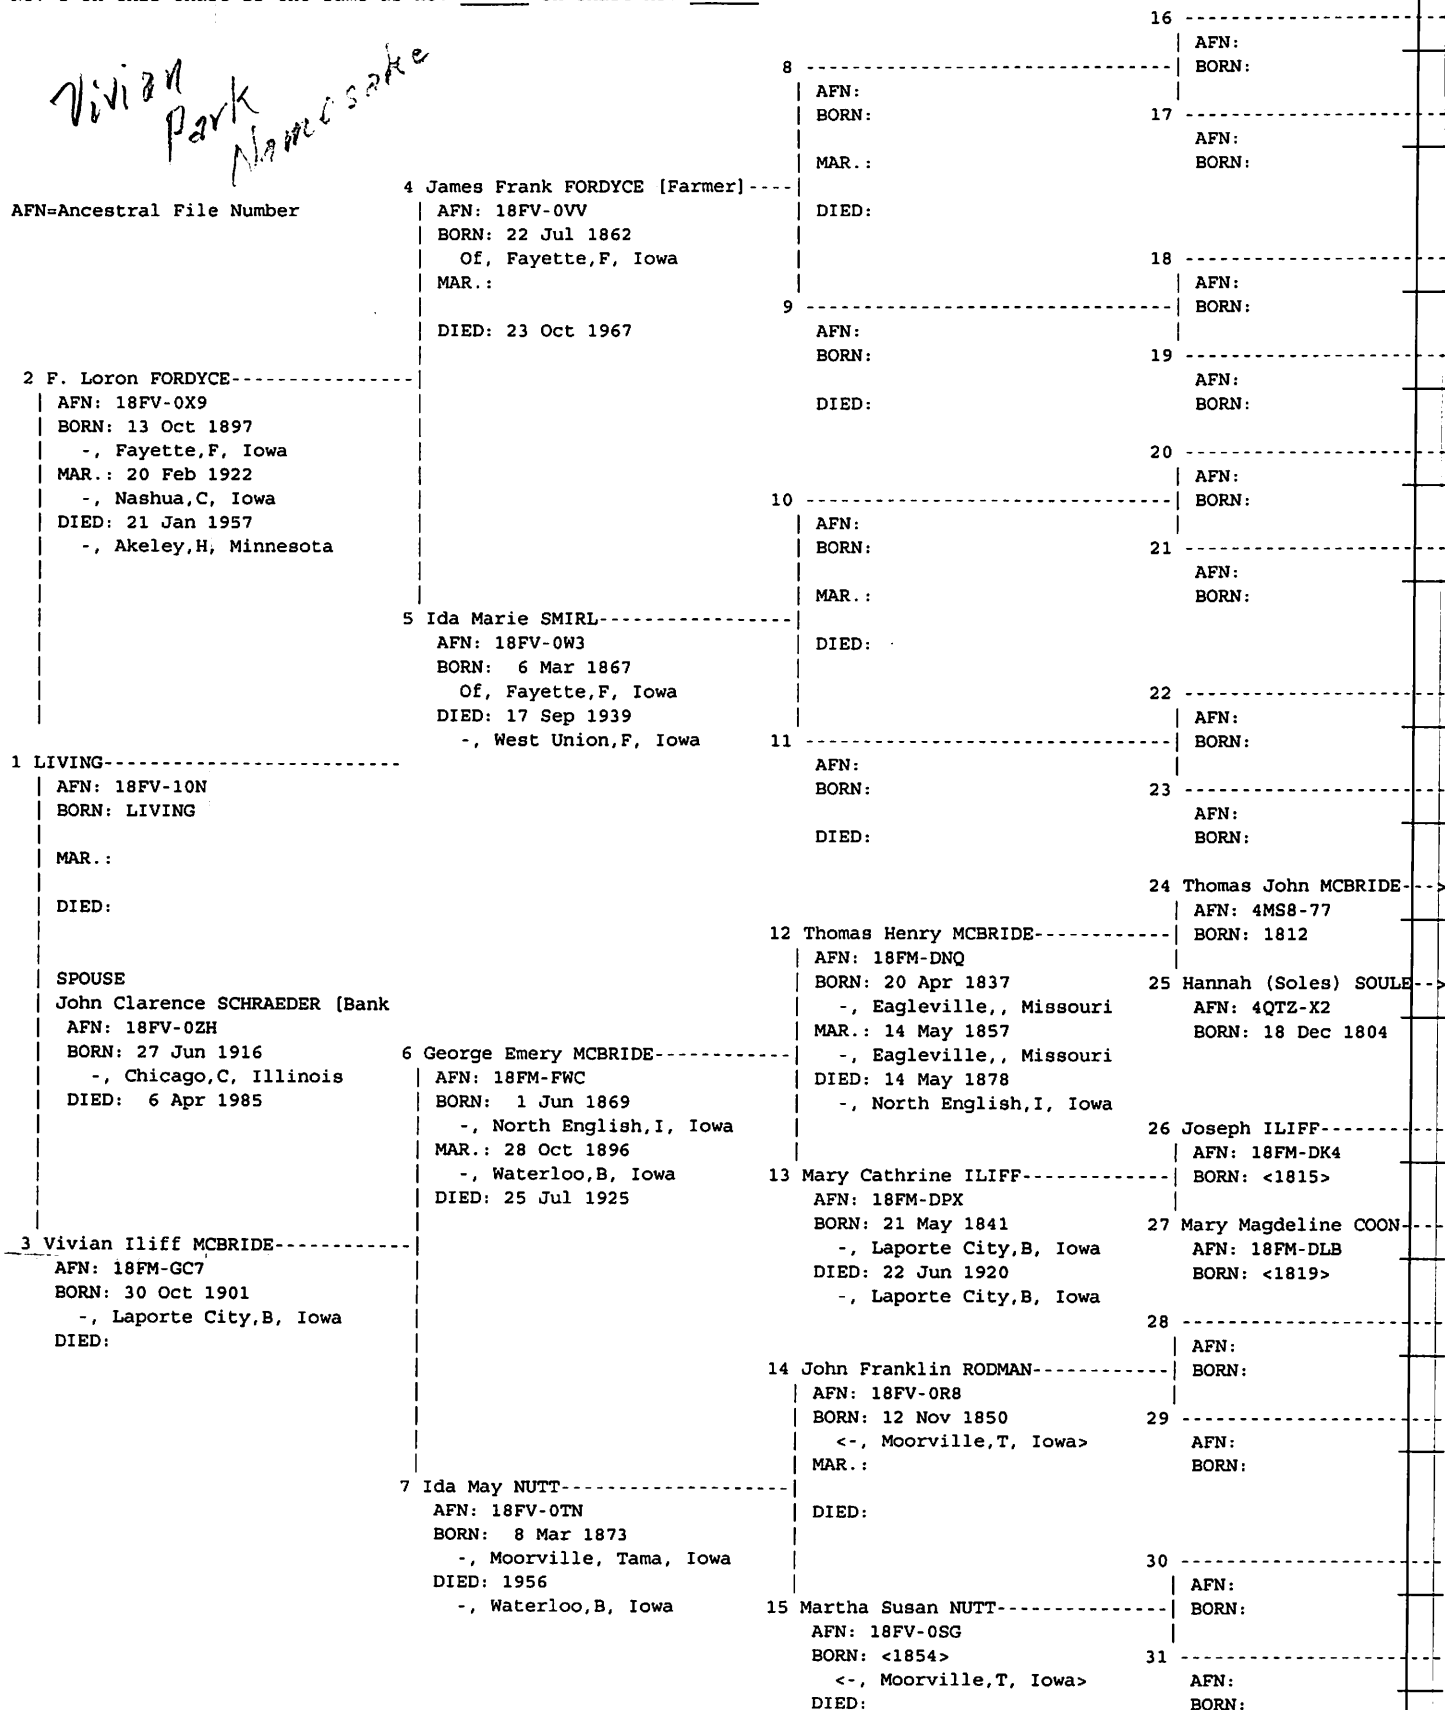 Vivian
Park
Namesake
AFN=Ancestral File Number
1 LIVING
AFN: 18FV-10N
BORN: LIVING
MAR.:
DIED:
SPOUSE
John Clarence SCHRAEDER [Bank
AFN: 18FV-0ZH
BORN: 27 Jun 1916
-, Chicago,C, Illinois
DIED: 6 Apr 1985
2 F. Loron FORDYCE
AFN: 18FV-0X9
BORN: 13 Oct 1897
-, Fayette,F, Iowa
MAR.: 20 Feb 1922
-, Nashua,C, Iowa
DIED: 21 Jan 1957
-, Akeley,H, Minnesota
3 Vivian Iliff MCBRIDE
AFN: 18FM-GC7
BORN: 30 Oct 1901
-, Laporte City,B, Iowa
DIED:
4 James Frank FORDYCE [Farmer]
AFN: 18FV-0VV
BORN: 22 Jul 1862
Of, Fayette,F, Iowa
MAR.:
DIED: 23 Oct 1967
5 Ida Marie SMIRL
AFN: 18FV-0W3
BORN: 6 Mar 1867
Of, Fayette,F, Iowa
DIED: 17 Sep 1939
-, West Union,F, Iowa
6 George Emery MCBRIDE
AFN: 18FM-FWC
BORN: 1 Jun 1869
-, North English,I, Iowa
MAR.: 28 Oct 1896
-, Waterloo,B, Iowa
DIED: 25 Jul 1925
7 Ida May NUTT
AFN: 18FV-0TN
BORN: 8 Mar 1873
-, Moorville, Tama, Iowa
DIED: 1956
-, Waterloo,B, Iowa
8
AFN:
BORN:
MAR.:
DIED:
9
AFN:
BORN:
DIED:
10
AFN:
BORN:
MAR.:
DIED:
11
AFN:
BORN:
DIED:
12 Thomas Henry MCBRIDE
AFN: 18FM-DNQ
BORN: 20 Apr 1837
-, Eagleville,, Missouri
MAR.: 14 May 1857
-, Eagleville,, Missouri
DIED: 14 May 1878
-, North English,I, Iowa
13 Mary Cathrine ILIFF
AFN: 18FM-DPX
BORN: 21 May 1841
-, Laporte City,B, Iowa
DIED: 22 Jun 1920
-, Laporte City,B, Iowa
14 John Franklin RODMAN
AFN: 18FV-0R8
BORN: 12 Nov 1850
<-, Moorville,T, Iowa>
MAR.:
DIED:
15 Martha Susan NUTT
AFN: 18FV-0SG
BORN: <1854>
<-, Moorville,T, Iowa>
DIED:
16
AFN:
BORN:
17
AFN:
BORN:
18
AFN:
BORN:
19
AFN:
BORN:
20
AFN:
BORN:
21
AFN:
BORN:
22
AFN:
BORN:
23
AFN:
BORN:
24 Thomas John MCBRIDE--->
AFN: 4MS8-77
BORN: 1812
25 Hannah (Soles) SOULE-->
AFN: 4QTZ-X2
BORN: 18 Dec 1804
26 Joseph ILIFF
AFN: 18FM-DK4
BORN: <1815>
27 Mary Magdeline COON
AFN: 18FM-DLB
BORN: <1819>
28
AFN:
BORN:
29
AFN:
BORN:
30
AFN:
BORN:
31
AFN:
BORN: